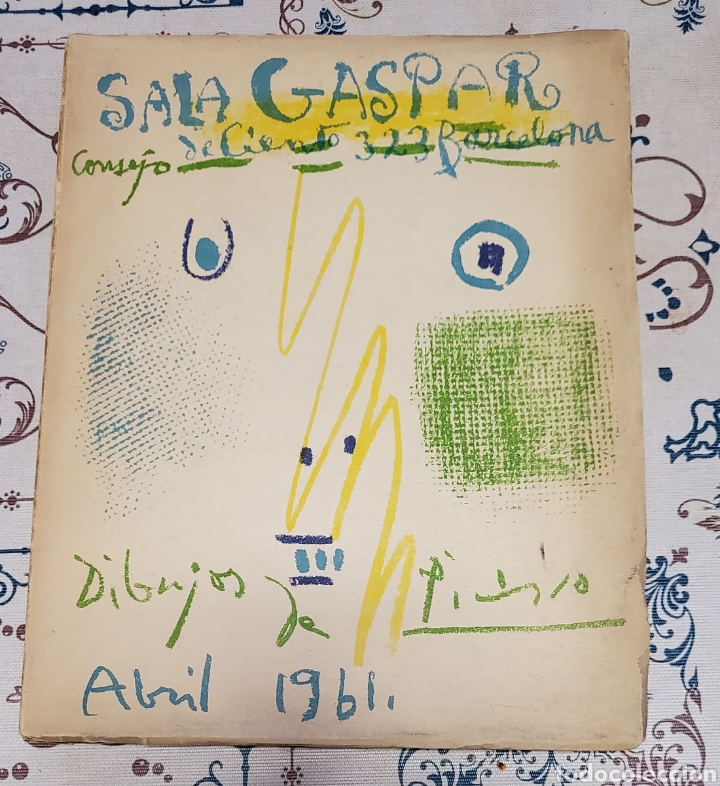 SALA GASPAR
Consejo de Ciento 323 Barcelona
Dibujos de Picasso
Abril 1961.
todocoleccion